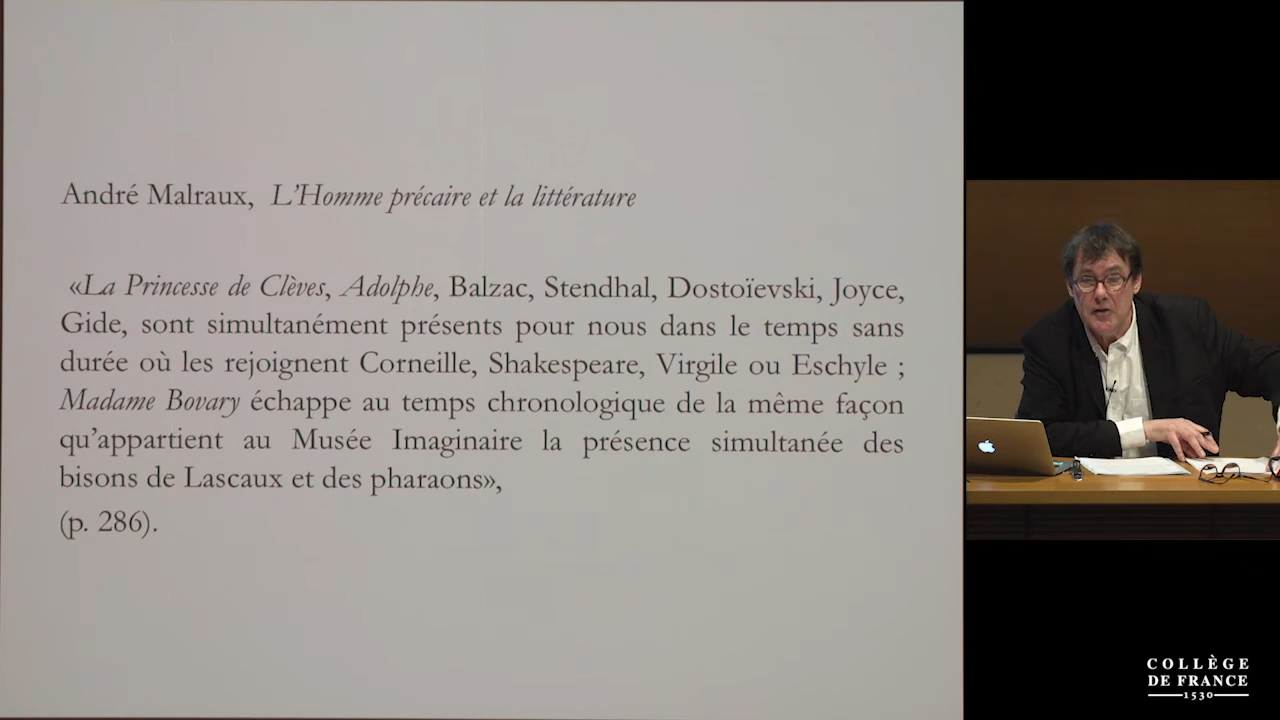 André Malraux, L'Homme précaire et la littérature
«La Princesse de Clèves, Adolphe, Balzac, Stendhal, Dostoïevski, Joyce,
Gide, sont simultanément présents pour nous dans le temps sans
durée où les rejoignent Corneille, Shakespeare, Virgile ou Eschyle ;
Madame Bovary échappe au temps chronologique de la même façon
qu'appartient au Musée Imaginaire la présence simultanée des
bisons de Lascaux et des pharaons»,
(p. 286).
COLLÈGE
DE FRANCE
1530